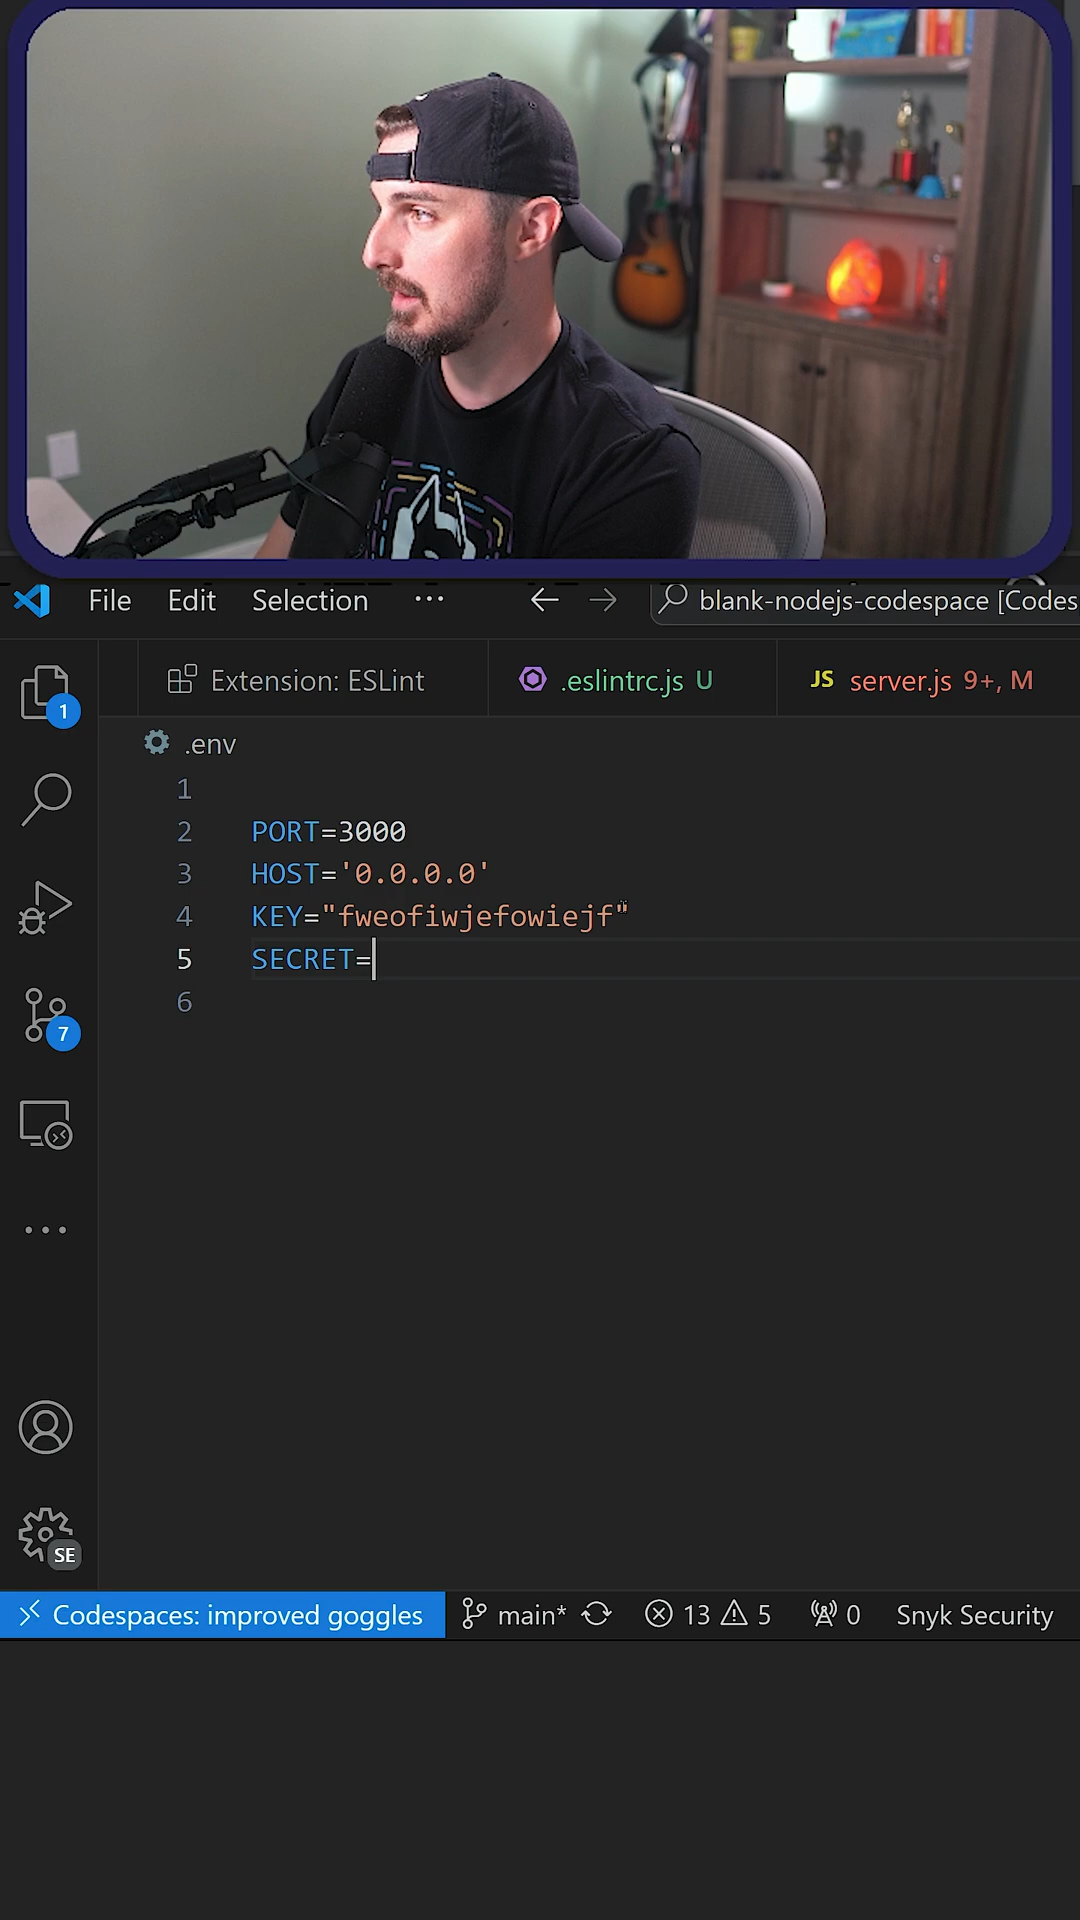 File Edit Selection ··· blank-nodejs-codespace [Codes
Extension: ESLint .eslintrc.js U JS server.js 9+, M
1
.env
1
2 PORT=3000
3 HOST='0.0.0.0'
4 KEY="fweofiwjefowiejf"
5 SECRET=
6
7
SE
Codespaces: improved goggles main* 13 5 0 Snyk Security